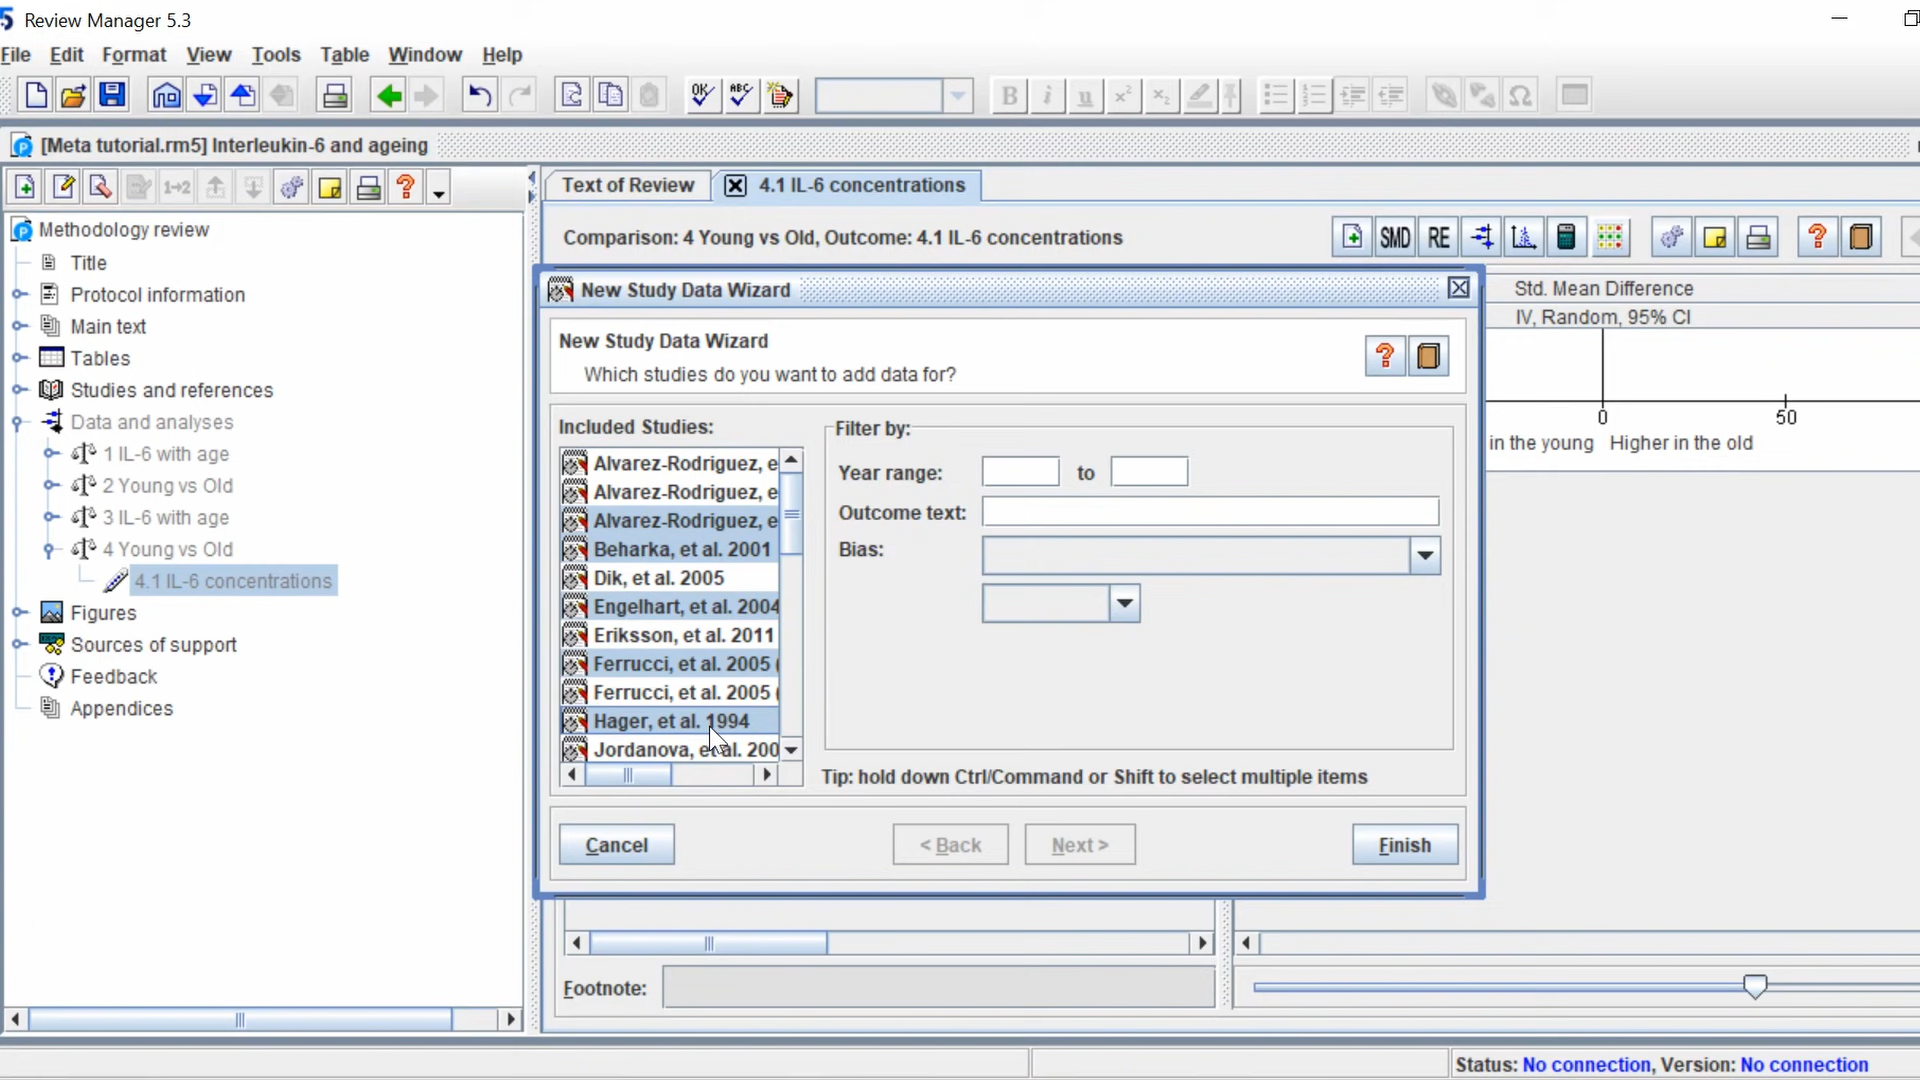 Review Manager 5.3
File Edit Format View Tools Table Window Help
OK ABC B i u x² x₂ Ω
[Meta tutorial.rm5] Interleukin-6 and ageing
1→2 ?
Text of Review 4.1 IL-6 concentrations
Methodology review
Title
Protocol information
Main text
Tables
Studies and references
Data and analyses
1 IL-6 with age
2 Young vs Old
3 IL-6 with age
4 Young vs Old
4.1 IL-6 concentrations
Figures
Sources of support
Feedback
Appendices
Comparison: 4 Young vs Old, Outcome: 4.1 IL-6 concentrations
SMD RE ?
New Study Data Wizard
New Study Data Wizard
Which studies do you want to add data for?
?
Included Studies:
Alvarez-Rodriguez, e
Alvarez-Rodriguez, e
Alvarez-Rodriguez, e
Beharka, et al. 2001
Dik, et al. 2005
Engelhart, et al. 2004
Eriksson, et al. 2011
Ferrucci, et al. 2005 (
Ferrucci, et al. 2005 (
Hager, et al. 1994
Jordanova, et al. 200
Filter by:
Year range: to
Outcome text:
Bias:
Tip: hold down Ctrl/Command or Shift to select multiple items
Cancel < Back Next > Finish
Std. Mean Difference
IV, Random, 95% CI
0 50
in the young Higher in the old
Footnote:
Status: No connection, Version: No connection